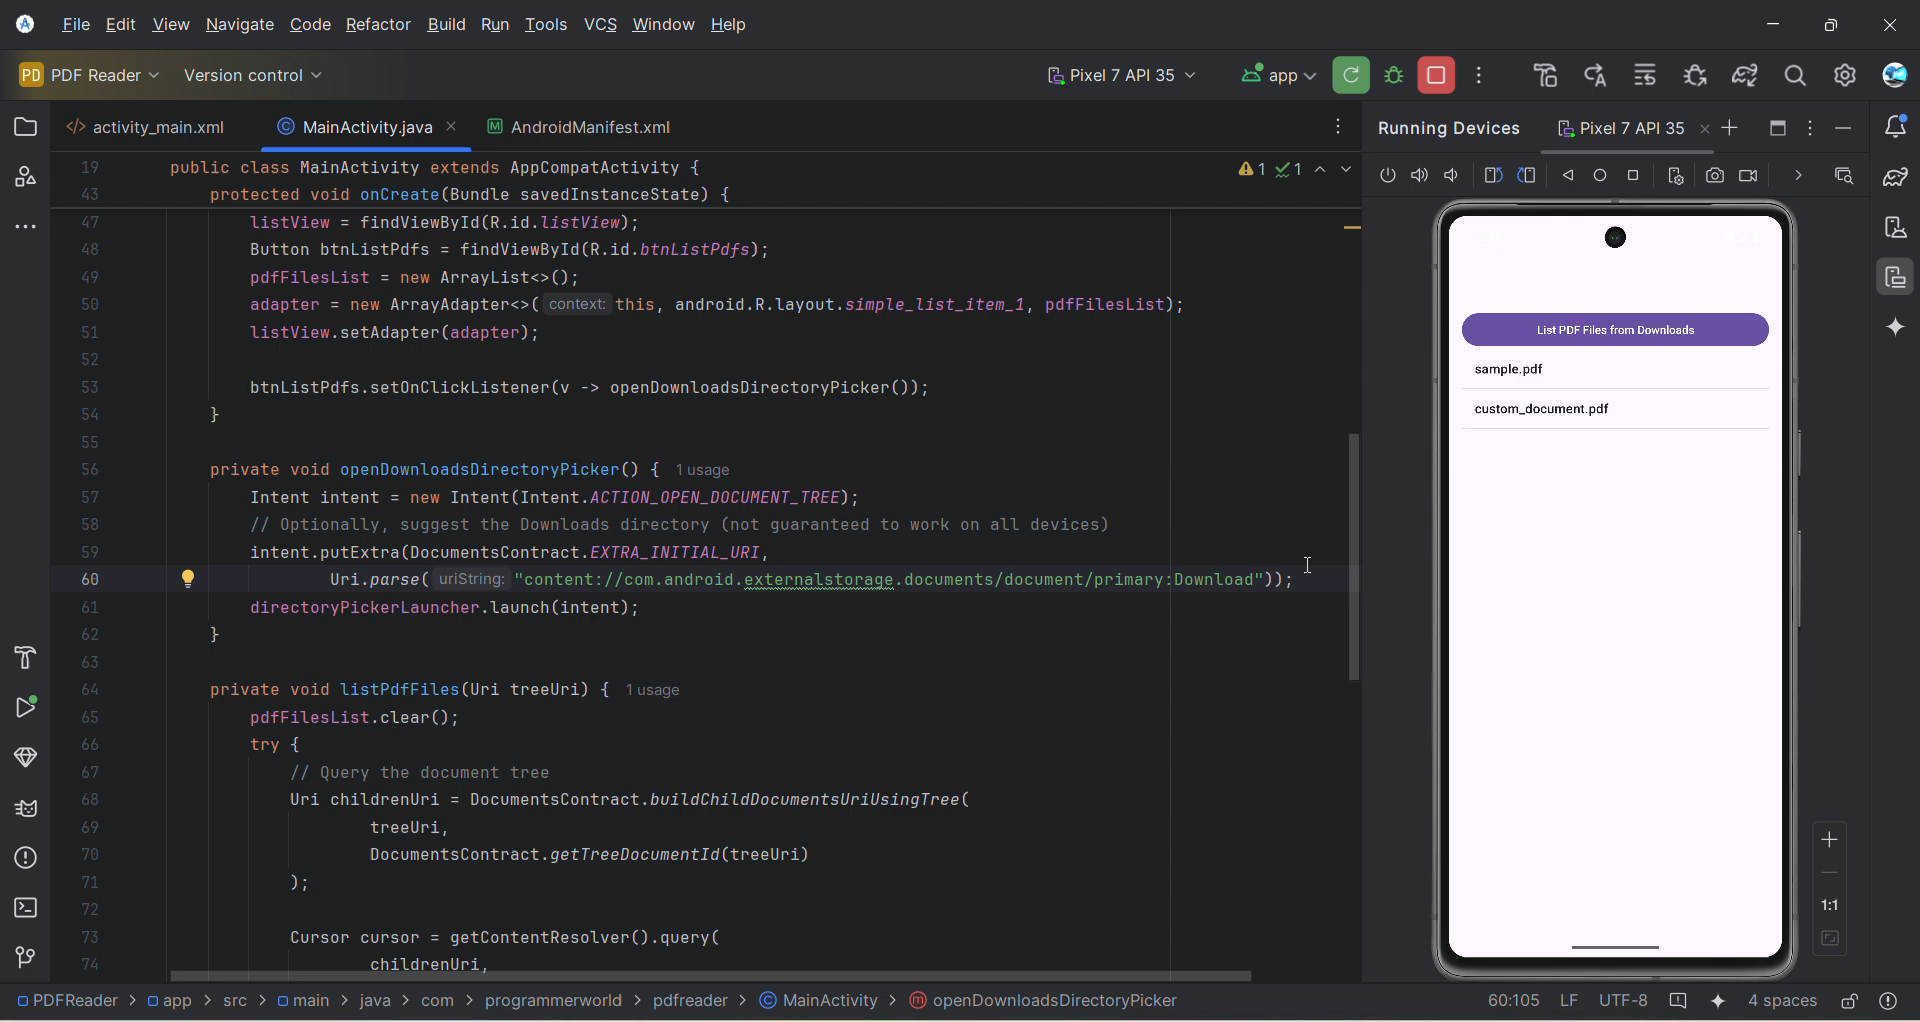 File Edit View Navigate Code Refactor Build Run Tools VCS Window Help
PD PDF Reader Version control Pixel 7 API 35 app
activity_main.xml MainActivity.java AndroidManifest.xml Running Devices Pixel 7 API 35
19 public class MainActivity extends AppCompatActivity { 1 1
43 protected void onCreate(Bundle savedInstanceState) {
47 listView = findViewById(R.id.listView);
48 Button btnListPdfs = findViewById(R.id.btnListPdfs);
49 pdfFilesList = new ArrayList<>();
50 adapter = new ArrayAdapter<>( context: this, android.R.layout.simple_list_item_1, pdfFilesList);
51 listView.setAdapter(adapter);
52
53 btnListPdfs.setOnClickListener(v -> openDownloadsDirectoryPicker());
54 }
55
56 private void openDownloadsDirectoryPicker() { 1 usage
57 Intent intent = new Intent(Intent.ACTION_OPEN_DOCUMENT_TREE);
58 // Optionally, suggest the Downloads directory (not guaranteed to work on all devices)
59 intent.putExtra(DocumentsContract.EXTRA_INITIAL_URI,
60 Uri.parse( uriString: "content://com.android.externalstorage.documents/document/primary:Download"));
61 directoryPickerLauncher.launch(intent);
62 }
63
64 private void listPdfFiles(Uri treeUri) { 1 usage
65 pdfFilesList.clear();
66 try {
67 // Query the document tree
68 Uri childrenUri = DocumentsContract.buildChildDocumentsUriUsingTree(
69 treeUri,
70 DocumentsContract.getTreeDocumentId(treeUri)
71 );
72
73 Cursor cursor = getContentResolver().query(
74 childrenUri,
List PDF Files from Downloads
sample.pdf
custom_document.pdf
1:1
PDFReader > app > src > main > java > com > programmerworld > pdfreader > MainActivity > openDownloadsDirectoryPicker 60:105 LF UTF-8 4 spaces